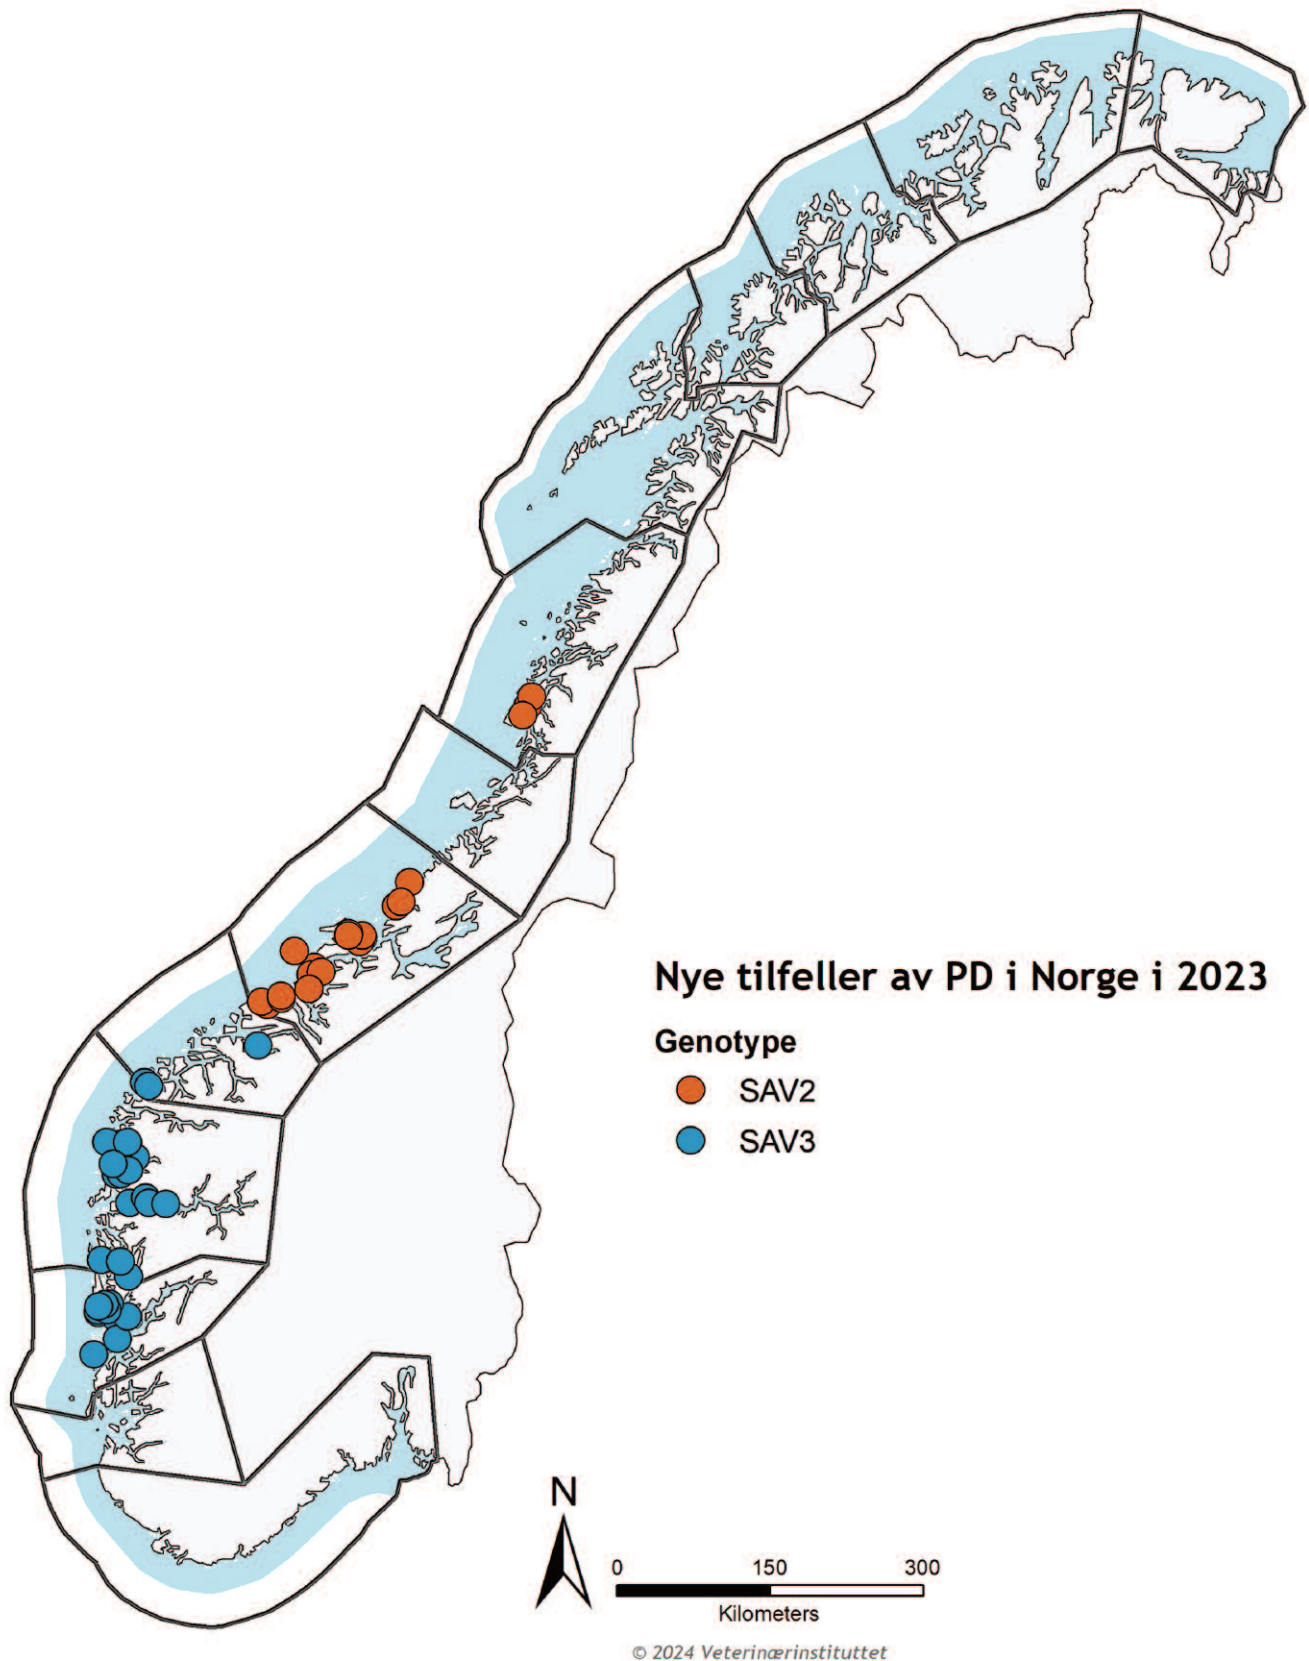 Nye tilfeller av PD i Norge i 2023
Genotype
SAV2
SAV3
N
0 150 300
Kilometers
© 2024 Veterinærinstituttet